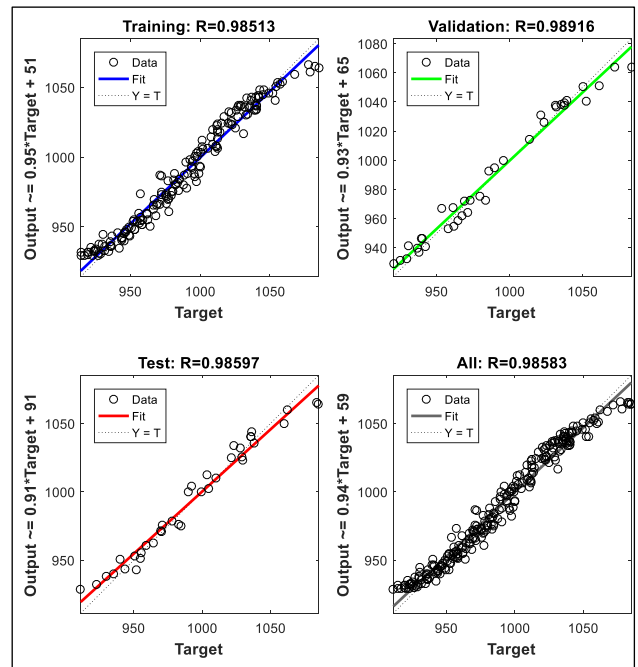 Training: R=0.98513
Output ~= 0.95*Target + 51
1050
1000
950
Data
Fit
Y = T
950 1000 1050
Target
Validation: R=0.98916
Output ~= 0.93*Target + 65
1080
1060
1040
1020
1000
980
960
940
Data
Fit
Y = T
950 1000 1050
Target
Test: R=0.98597
Output ~= 0.91*Target + 91
1050
1000
950
Data
Fit
Y = T
950 1000 1050
Target
All: R=0.98583
Output ~= 0.94*Target + 59
1050
1000
950
Data
Fit
Y = T
950 1000 1050
Target